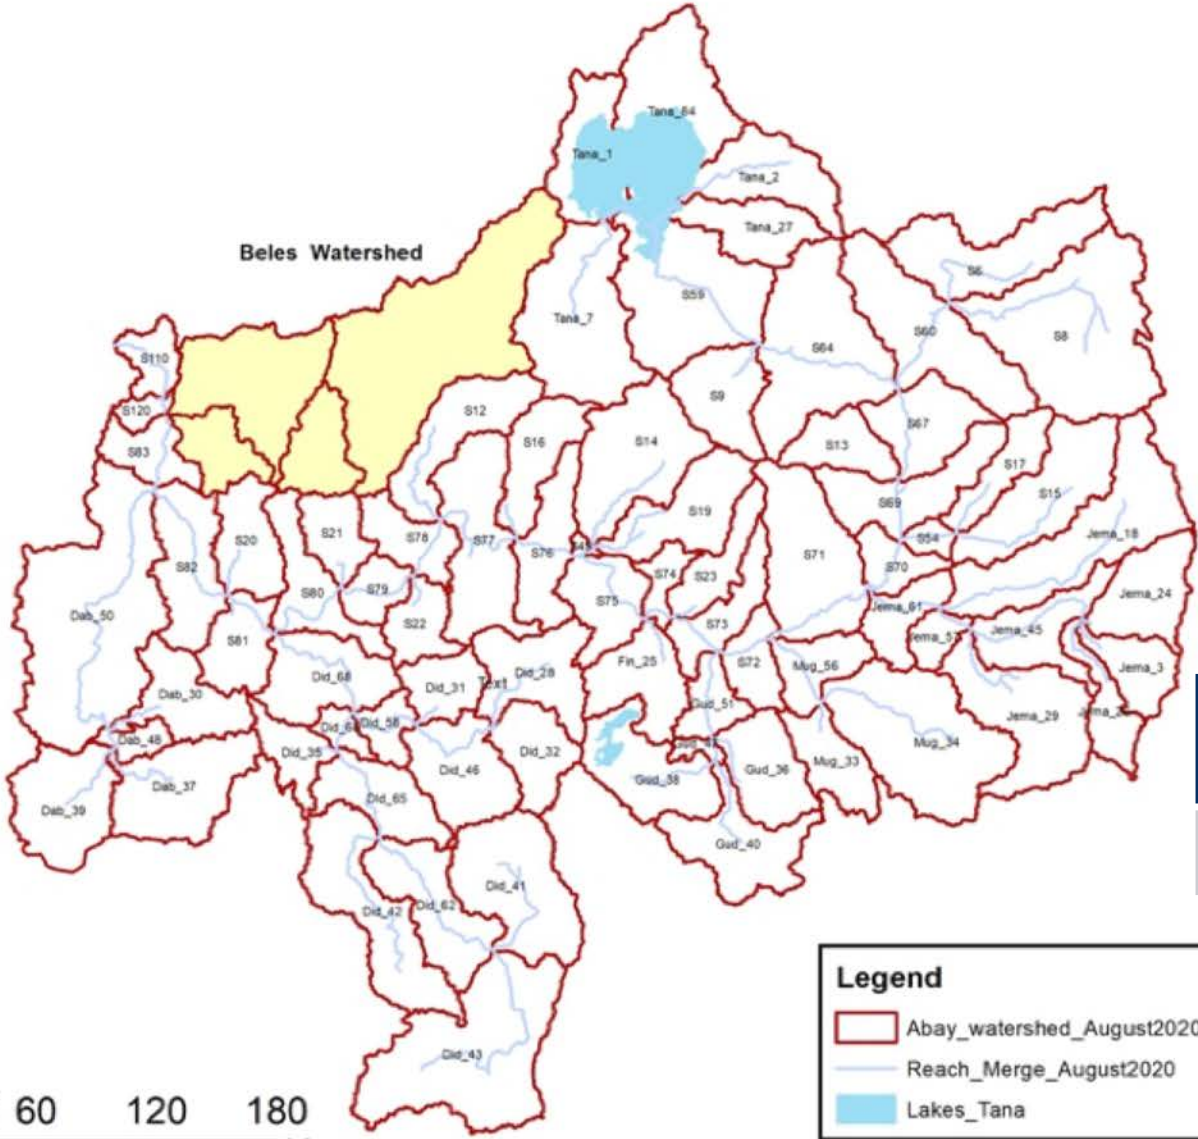 Tana_64
Tana_1
Tana_2
Tana_27
Beles Watershed
S6
S59
Tana_7
S60
S8
S64
S110
S9
S120
S12
S67
S16
S14
S13
S83
S17
S15
S19
S69
S21
S78
S20
S77
S54
Jema_18
S76
S71
S82
S70
S74
S23
S79
S80
Jema_24
S75
Jema_61
Dab_50
S22
S73
Jema_45
S81
Fin_25
S72
Mug_56
Jema_3
Did_68
Did_28
Did_31
Text
Dab_30
Gud_51
Jema_29
Did_58
Dab_48
Mug_34
Did_35
Did_32
Mug_33
Did_46
Gud_36
Gud_38
Dab_37
Did_65
Dab_39
Gud_40
Did_41
Did_62
Did_42
Did_43
Legend
Abay_watershed_August2020
Reach_Merge_August2020
Lakes_Tana
60 120 180